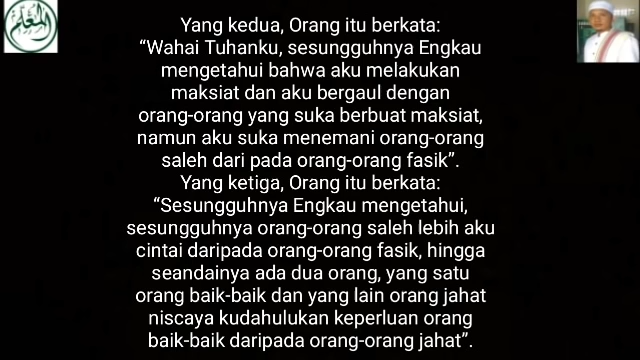 Yang kedua, Orang itu berkata:
“Wahai Tuhanku, sesungguhnya Engkau
mengetahui bahwa aku melakukan
maksiat dan aku bergaul dengan
orang-orang yang suka berbuat maksiat,
namun aku suka menemani orang-orang
saleh dari pada orang-orang fasik”.
Yang ketiga, Orang itu berkata:
“Sesungguhnya Engkau mengetahui,
sesungguhnya orang-orang saleh lebih aku
cintai daripada orang-orang fasik, hingga
seandainya ada dua orang, yang satu
orang baik-baik dan yang lain orang jahat
niscaya kudahulukan keperluan orang
baik-baik daripada orang-orang jahat”.